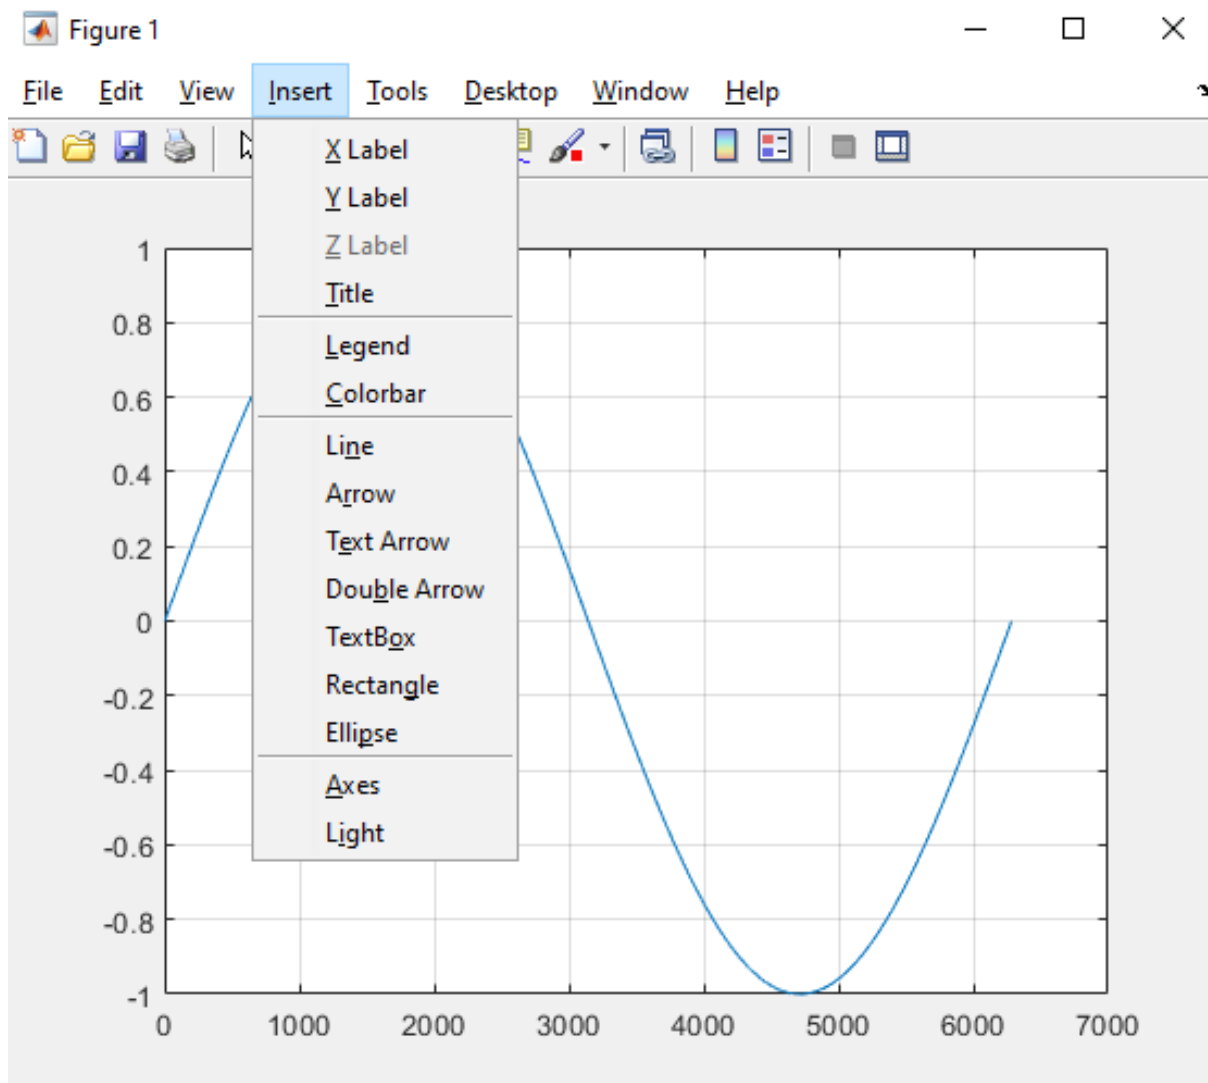 Figure 1
File Edit View Insert Tools Desktop Window Help
X Label
Y Label
Z Label
Title
Legend
Colorbar
Line
Arrow
Text Arrow
Double Arrow
TextBox
Rectangle
Ellipse
Axes
Light
1
0.8
0.6
0.4
0.2
0
-0.2
-0.4
-0.6
-0.8
-1
0 1000 2000 3000 4000 5000 6000 7000